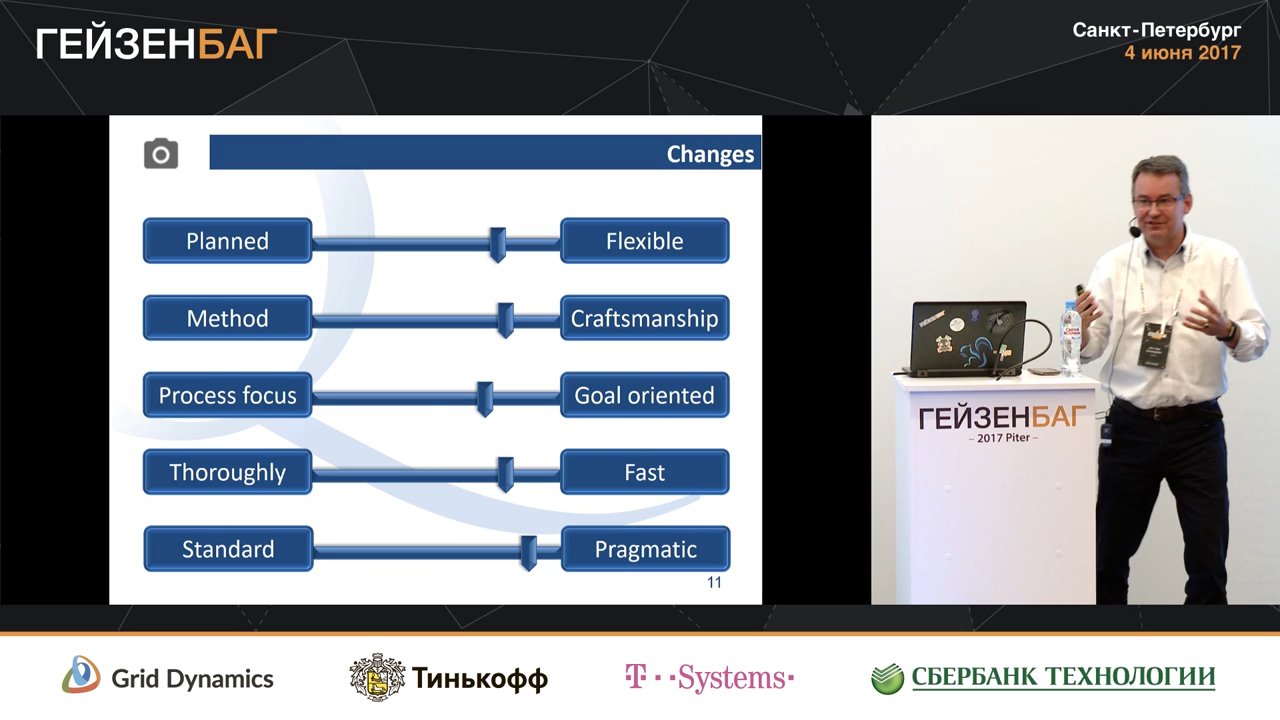 ГЕЙЗЕНБАГ
Санкт-Петербург
4 июня 2017
Changes
Planned
Flexible
Method
Craftsmanship
Process focus
Goal oriented
Thoroughly
Fast
Standard
Pragmatic
11
ГЕЙЗЕНБАГ
– 2017 Piter –
Grid Dynamics
Тинькофф
T··Systems·
СБЕРБАНК ТЕХНОЛОГИИ